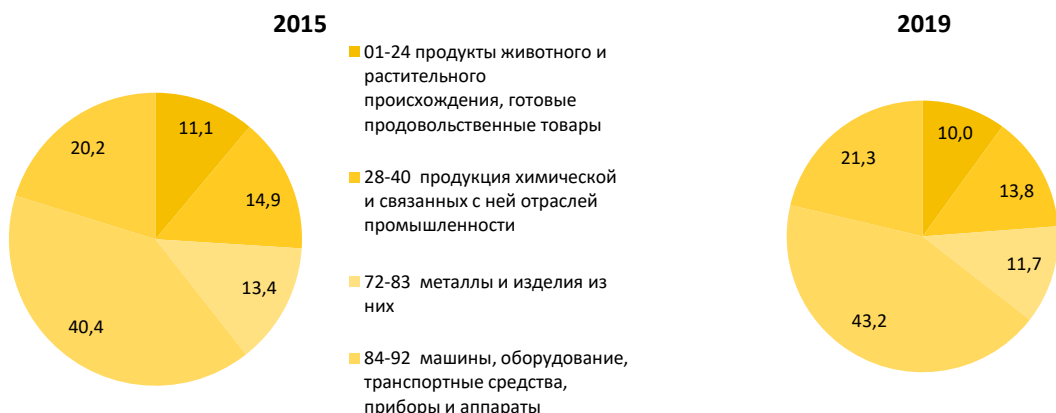 2015
11,1
14,9
13,4
40,4
20,2
01-24 продукты животного и
растительного
происхождения, готовые
продовольственные товары
28-40 продукция химической
и связанных с ней отраслей
промышленности
72-83 металлы и изделия из
них
84-92 машины, оборудование,
транспортные средства,
приборы и аппараты
2019
10,0
13,8
11,7
43,2
21,3